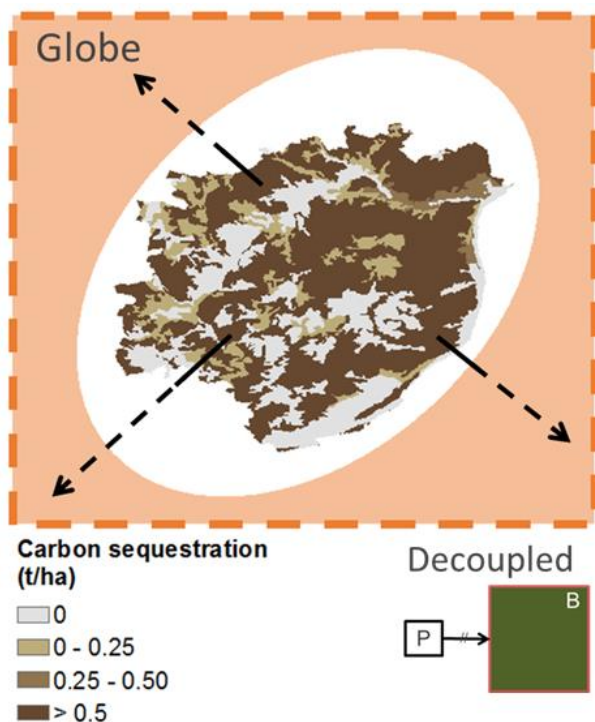 Globe
Carbon sequestration
(t/ha)
0
0 - 0.25
0.25 - 0.50
> 0.5
Decoupled
B
P
//